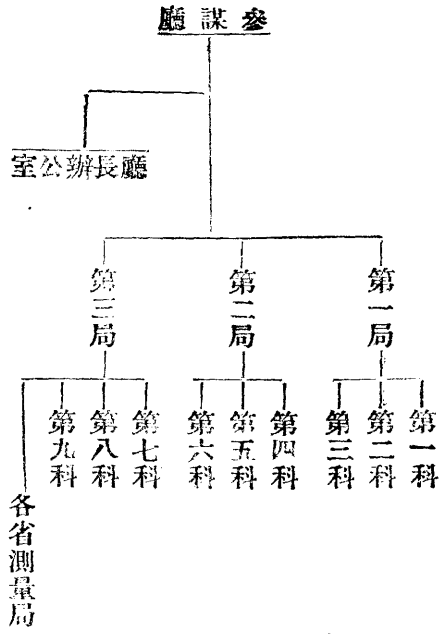 參謀廳
廳長辦公室
第一局
第二局
第三局
第一科
第二科
第三科
第四科
第五科
第六科
第七科
第八科
第九科
各省測量局